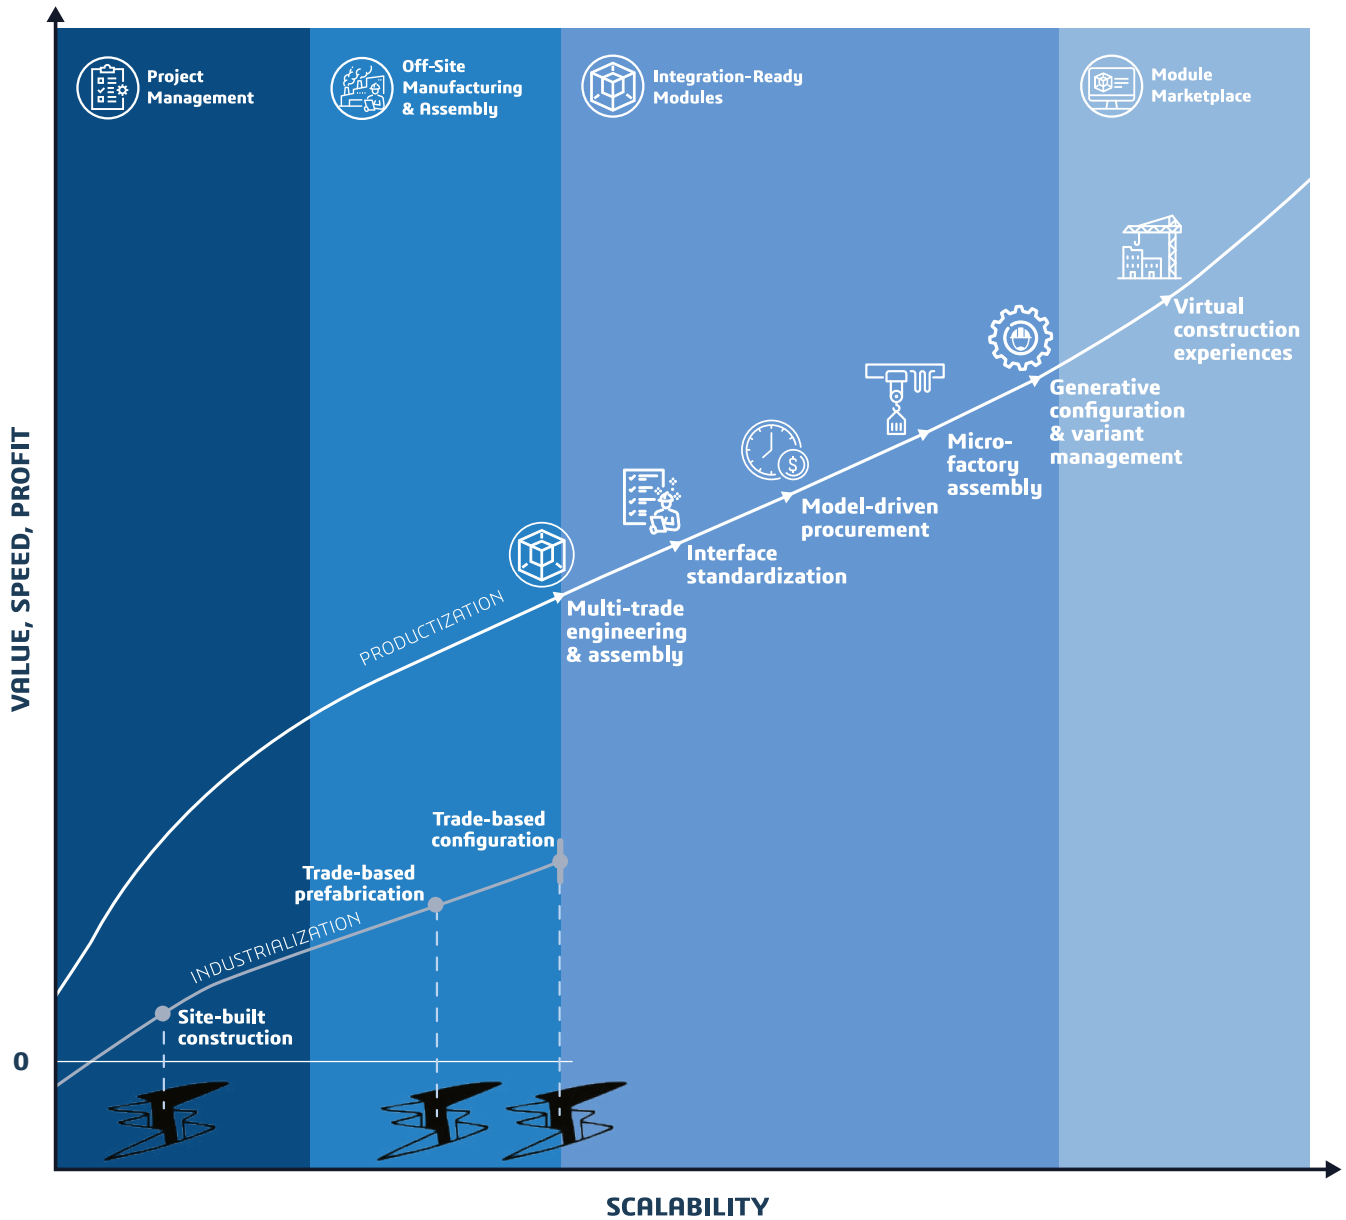 Project
Management
Off-Site
Manufacturing
& Assembly
Integration-Ready
Modules
Module
Marketplace
Virtual
construction
experiences
Generative
configuration
& variant
management
Micro-
factory
assembly
$
Model-driven
procurement
Interface
standardization
Multi-trade
engineering
& assembly
PRODUCTIZATION
Trade-based
configuration
Trade-based
prefabrication
INDUSTRIALIZATION
Site-built
construction
VALUE, SPEED, PROFIT
0
SCALABILITY